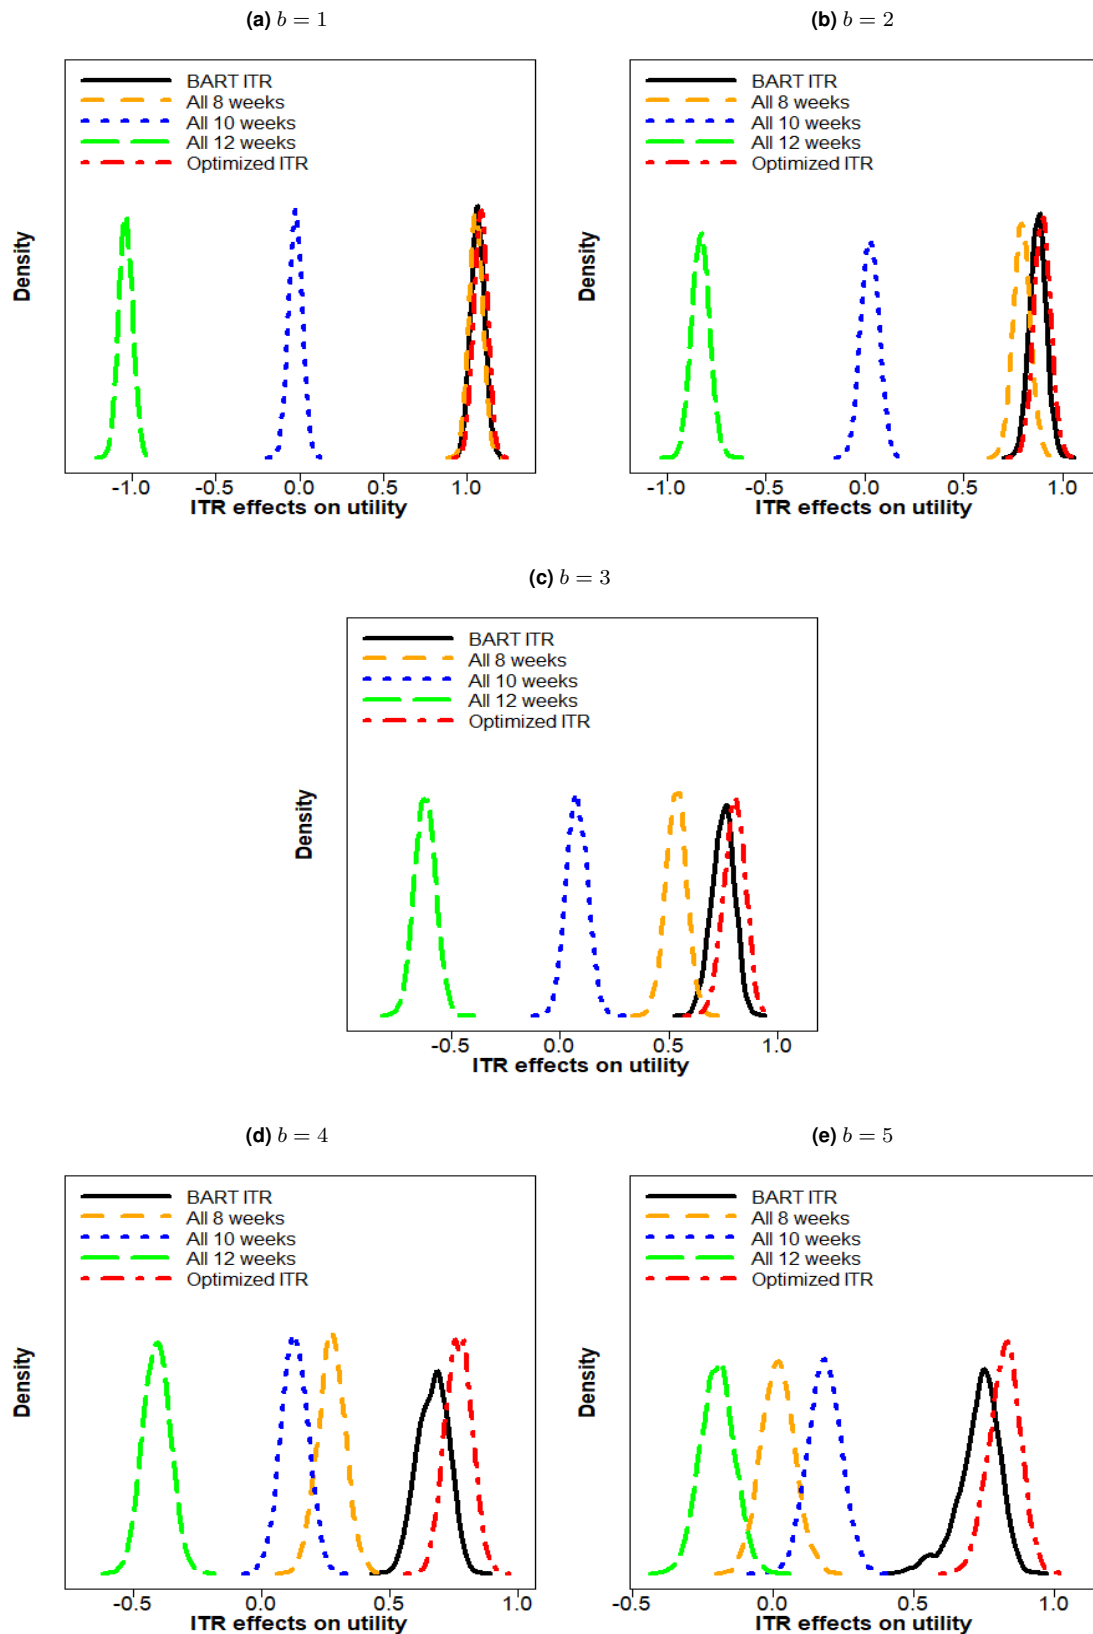 (a) b = 1
BART ITR
All 8 weeks
All 10 weeks
All 12 weeks
Optimized ITR
Density
-1.0 -0.5 0.0 0.5 1.0
ITR effects on utility
(b) b = 2
BART ITR
All 8 weeks
All 10 weeks
All 12 weeks
Optimized ITR
Density
-1.0 -0.5 0.0 0.5 1.0
ITR effects on utility
(c) b = 3
BART ITR
All 8 weeks
All 10 weeks
All 12 weeks
Optimized ITR
Density
-0.5 0.0 0.5 1.0
ITR effects on utility
(d) b = 4
BART ITR
All 8 weeks
All 10 weeks
All 12 weeks
Optimized ITR
Density
-0.5 0.0 0.5 1.0
ITR effects on utility
(e) b = 5
BART ITR
All 8 weeks
All 10 weeks
All 12 weeks
Optimized ITR
Density
-0.5 0.0 0.5 1.0
ITR effects on utility